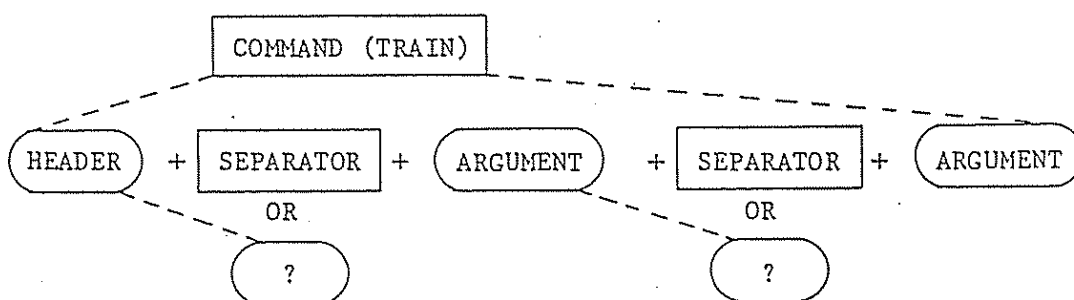 COMMAND (TRAIN)
HEADER + SEPARATOR + ARGUMENT + SEPARATOR + ARGUMENT
OR OR
? ?